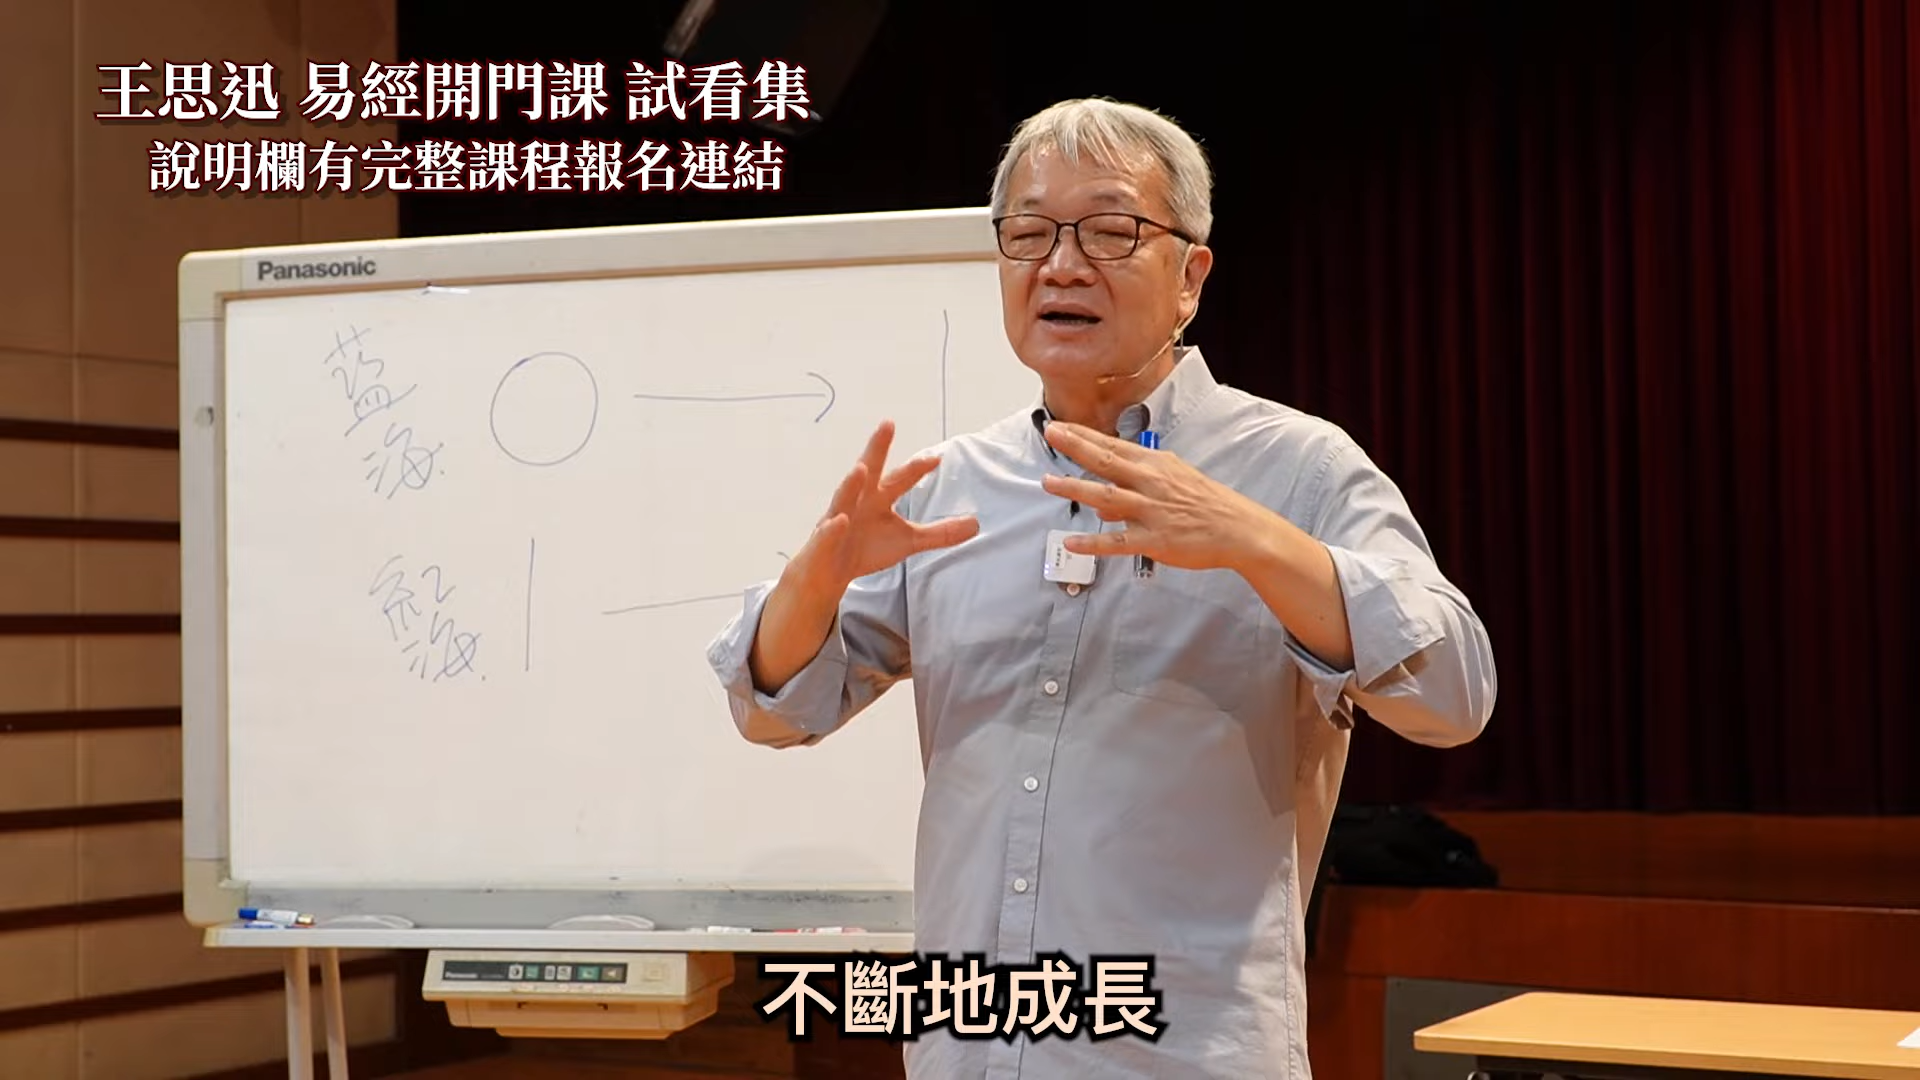 王思迅 易經開門課 試看集
說明欄有完整課程報名連結
Panasonic
藍海
紅海
Panasonic
不斷地成長